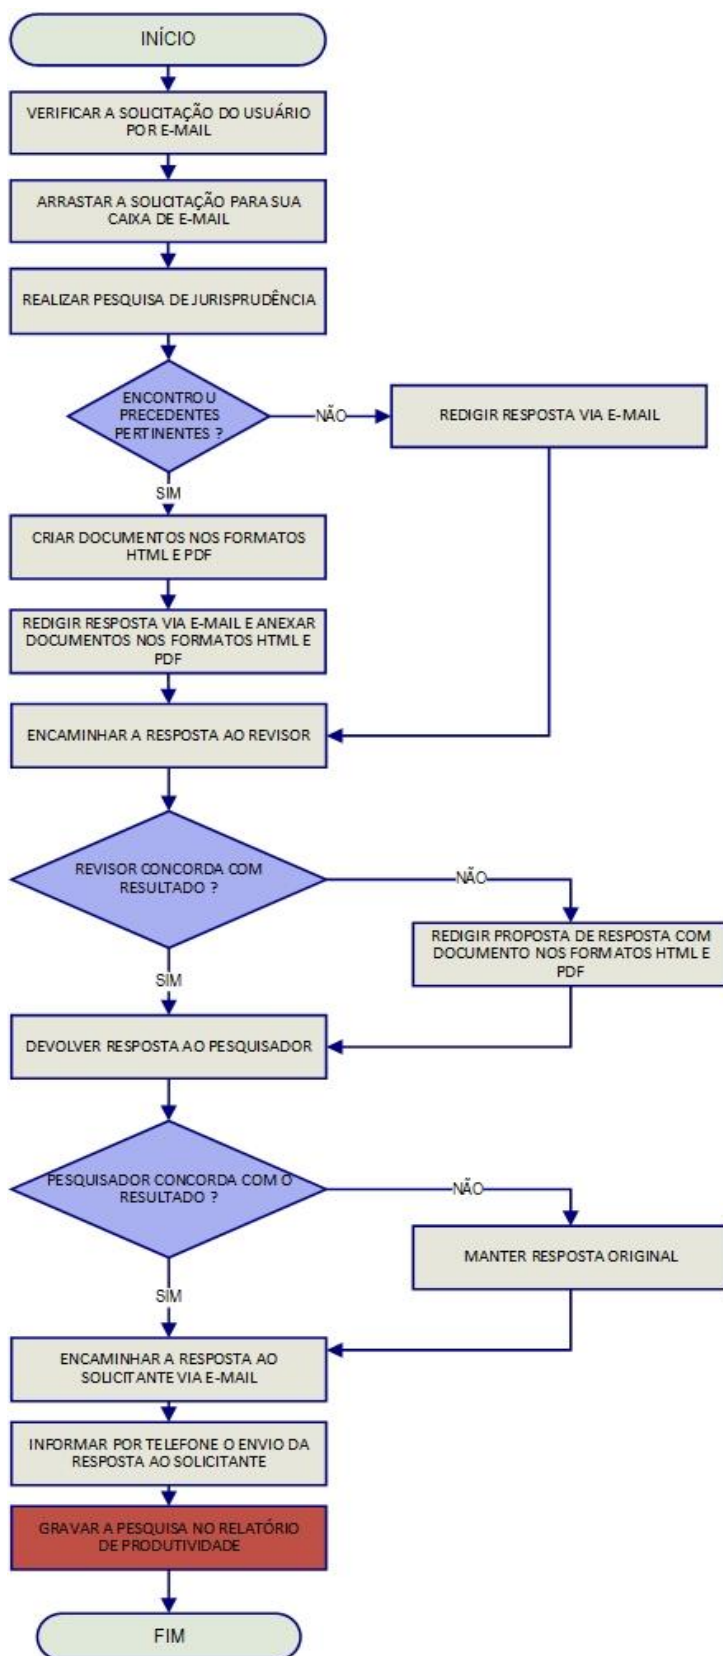 INÍCIO
VERIFICAR A SOLICITAÇÃO DO USUÁRIO
POR E-MAIL
ARRASTAR A SOLICITAÇÃO PARA SUA
CAIXA DE E-MAIL
REALIZAR PESQUISA DE JURISPRUDÊNCIA
ENCONTROU
PRECEDENTES
PERTINENTES ?
NÃO
REDIGIR RESPOSTA VIA E-MAIL
SIM
CRIAR DOCUMENTOS NOS FORMATOS
HTML E PDF
REDIGIR RESPOSTA VIA E-MAIL E ANEXAR
DOCUMENTOS NOS FORMATOS HTML E
PDF
ENCAMINHAR A RESPOSTA AO REVISOR
REVISOR CONCORDA COM
RESULTADO ?
NÃO
REDIGIR PROPOSTA DE RESPOSTA COM
DOCUMENTO NOS FORMATOS HTML E
PDF
SIM
DEVOLVER RESPOSTA AO PESQUISADOR
PESQUISADOR CONCORDA COM O
RESULTADO ?
NÃO
MANTER RESPOSTA ORIGINAL
SIM
ENCAMINHAR A RESPOSTA AO
SOLICITANTE VIA E-MAIL
INFORMAR POR TELEFONE O ENVIO DA
RESPOSTA AO SOLICITANTE
GRAVAR A PESQUISA NO RELATÓRIO
DE PRODUTIVIDADE
FIM